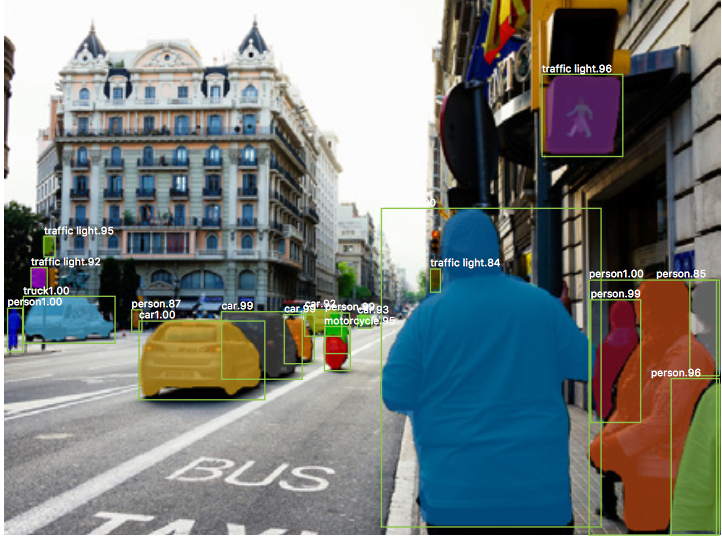 traffic light.96
traffic light.95
traffic light.92
traffic light.84
truck1.00
person1.00
person.87
car.99
car1.00
car.99
car.92
person.99
car.93
motorcycle.95
person1.00
person.85
person.99
person.96
BUS
TAXI